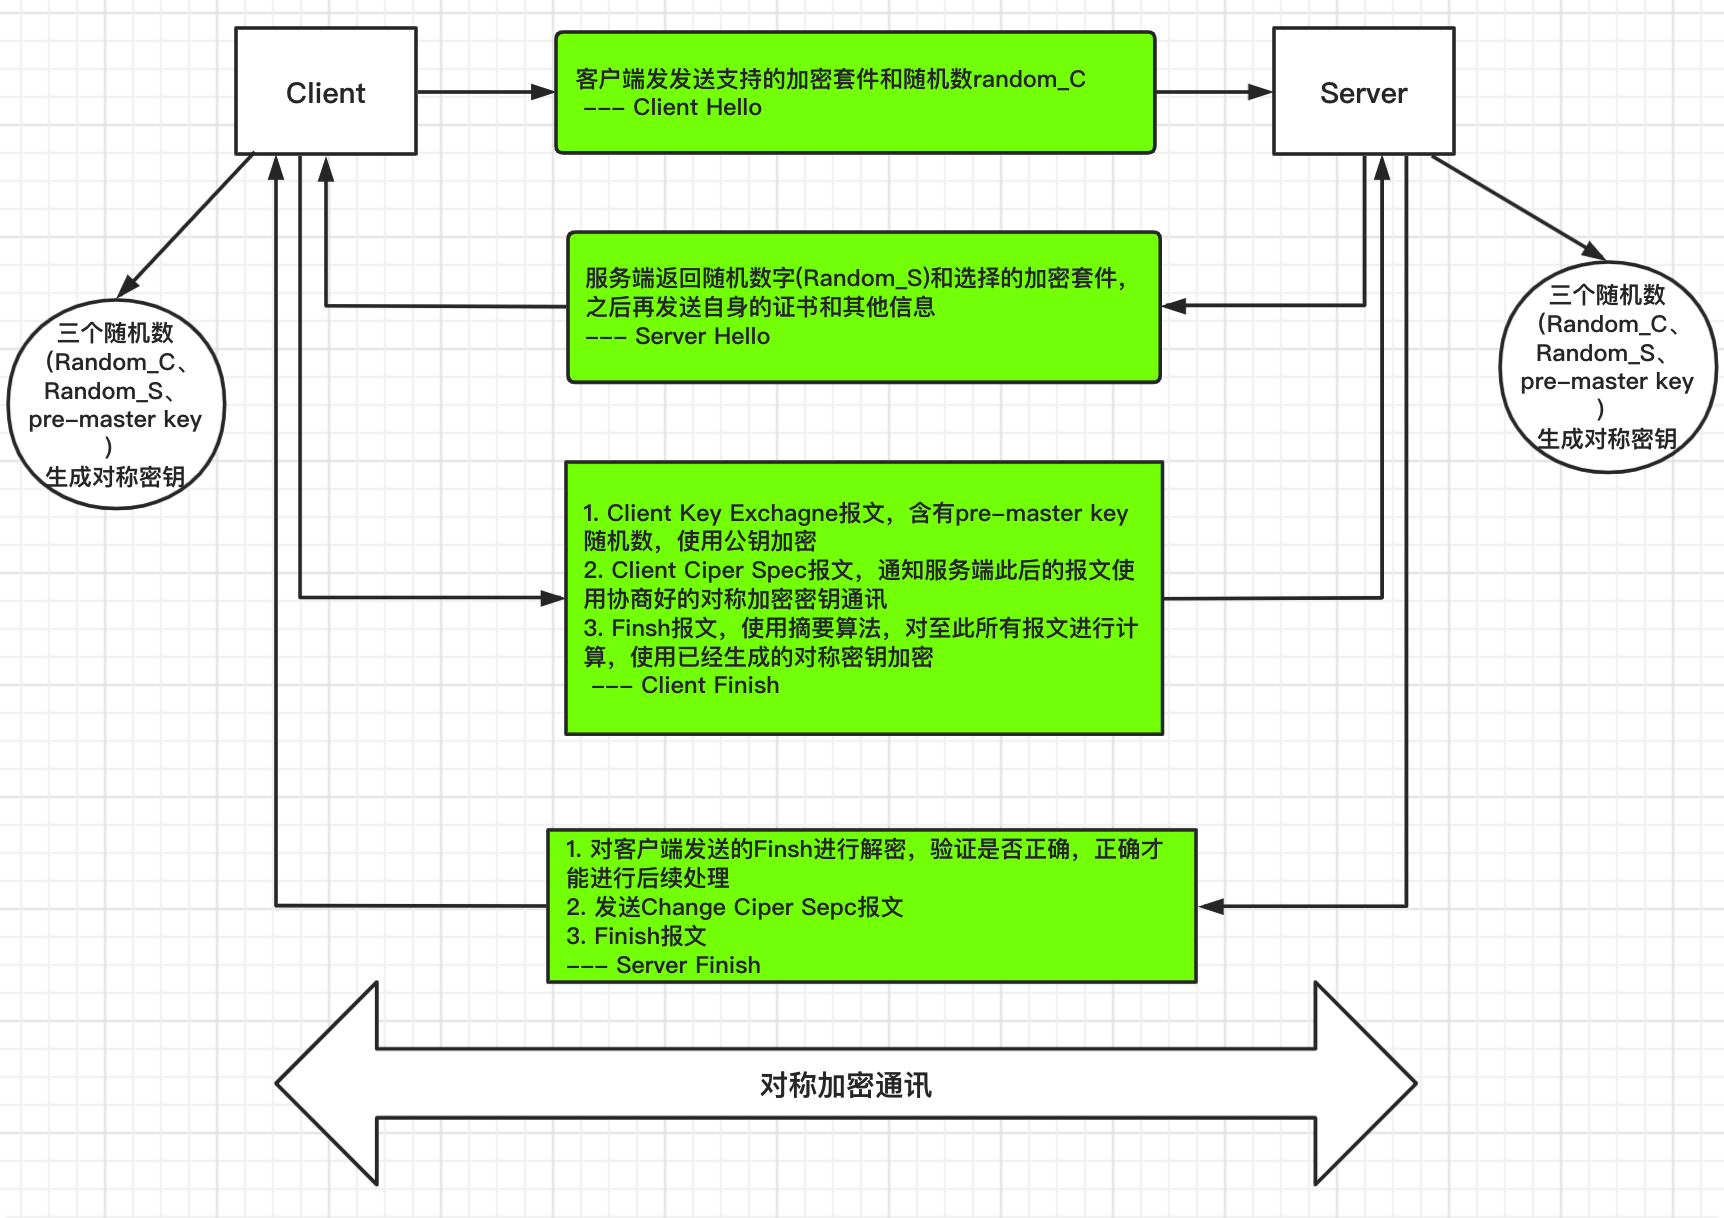 Client
客户端发发送支持的加密套件和随机数random_C
--- Client Hello
Server
服务端返回随机数字(Random_S)和选择的加密套件，
之后再发送自身的证书和其他信息
--- Server Hello
三个随机数
（Random_C、
Random_S、
pre-master key
）
生成对称密钥
三个随机数
（Random_C、
Random_S、
pre-master key
）
生成对称密钥
1. Client Key Exchagne报文，含有pre-master key
随机数，使用公钥加密
2. Client Ciper Spec报文，通知服务端此后的报文使
用协商好的对称加密密钥通讯
3. Finsh报文，使用摘要算法，对至此所有报文进行计
算，使用已经生成的对称密钥加密
--- Client Finish
1. 对客户端发送的Finsh进行解密，验证是否正确，正确才
能进行后续处理
2. 发送Change Ciper Sepc报文
3. Finish报文
--- Server Finish
对称加密通讯